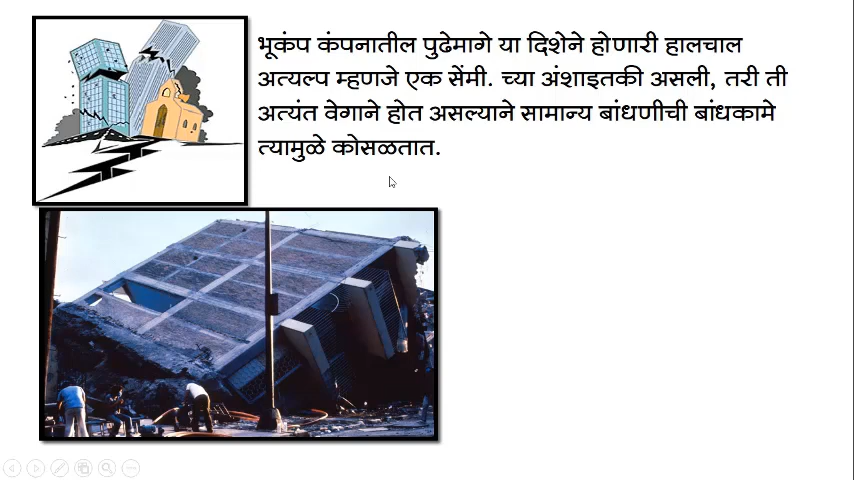 भूकंप कंपनातील पुढेमागे या दिशेने होणारी हालचाल
अत्यल्प म्हणजे एक सेंमी. च्या अंशाइतकी असली, तरी ती
अत्यंत वेगाने होत असल्याने सामान्य बांधणीची बांधकामे
त्यामुळे कोसळतात.